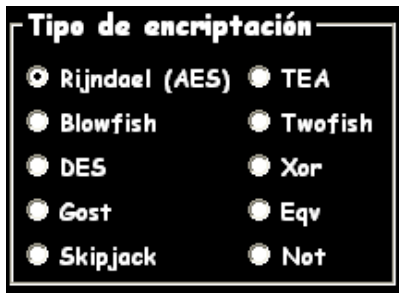 Tipo de encriptación
Rijndael (AES) TEA
Blowfish Twofish
DES Xor
Gost Eqv
Skipjack Not